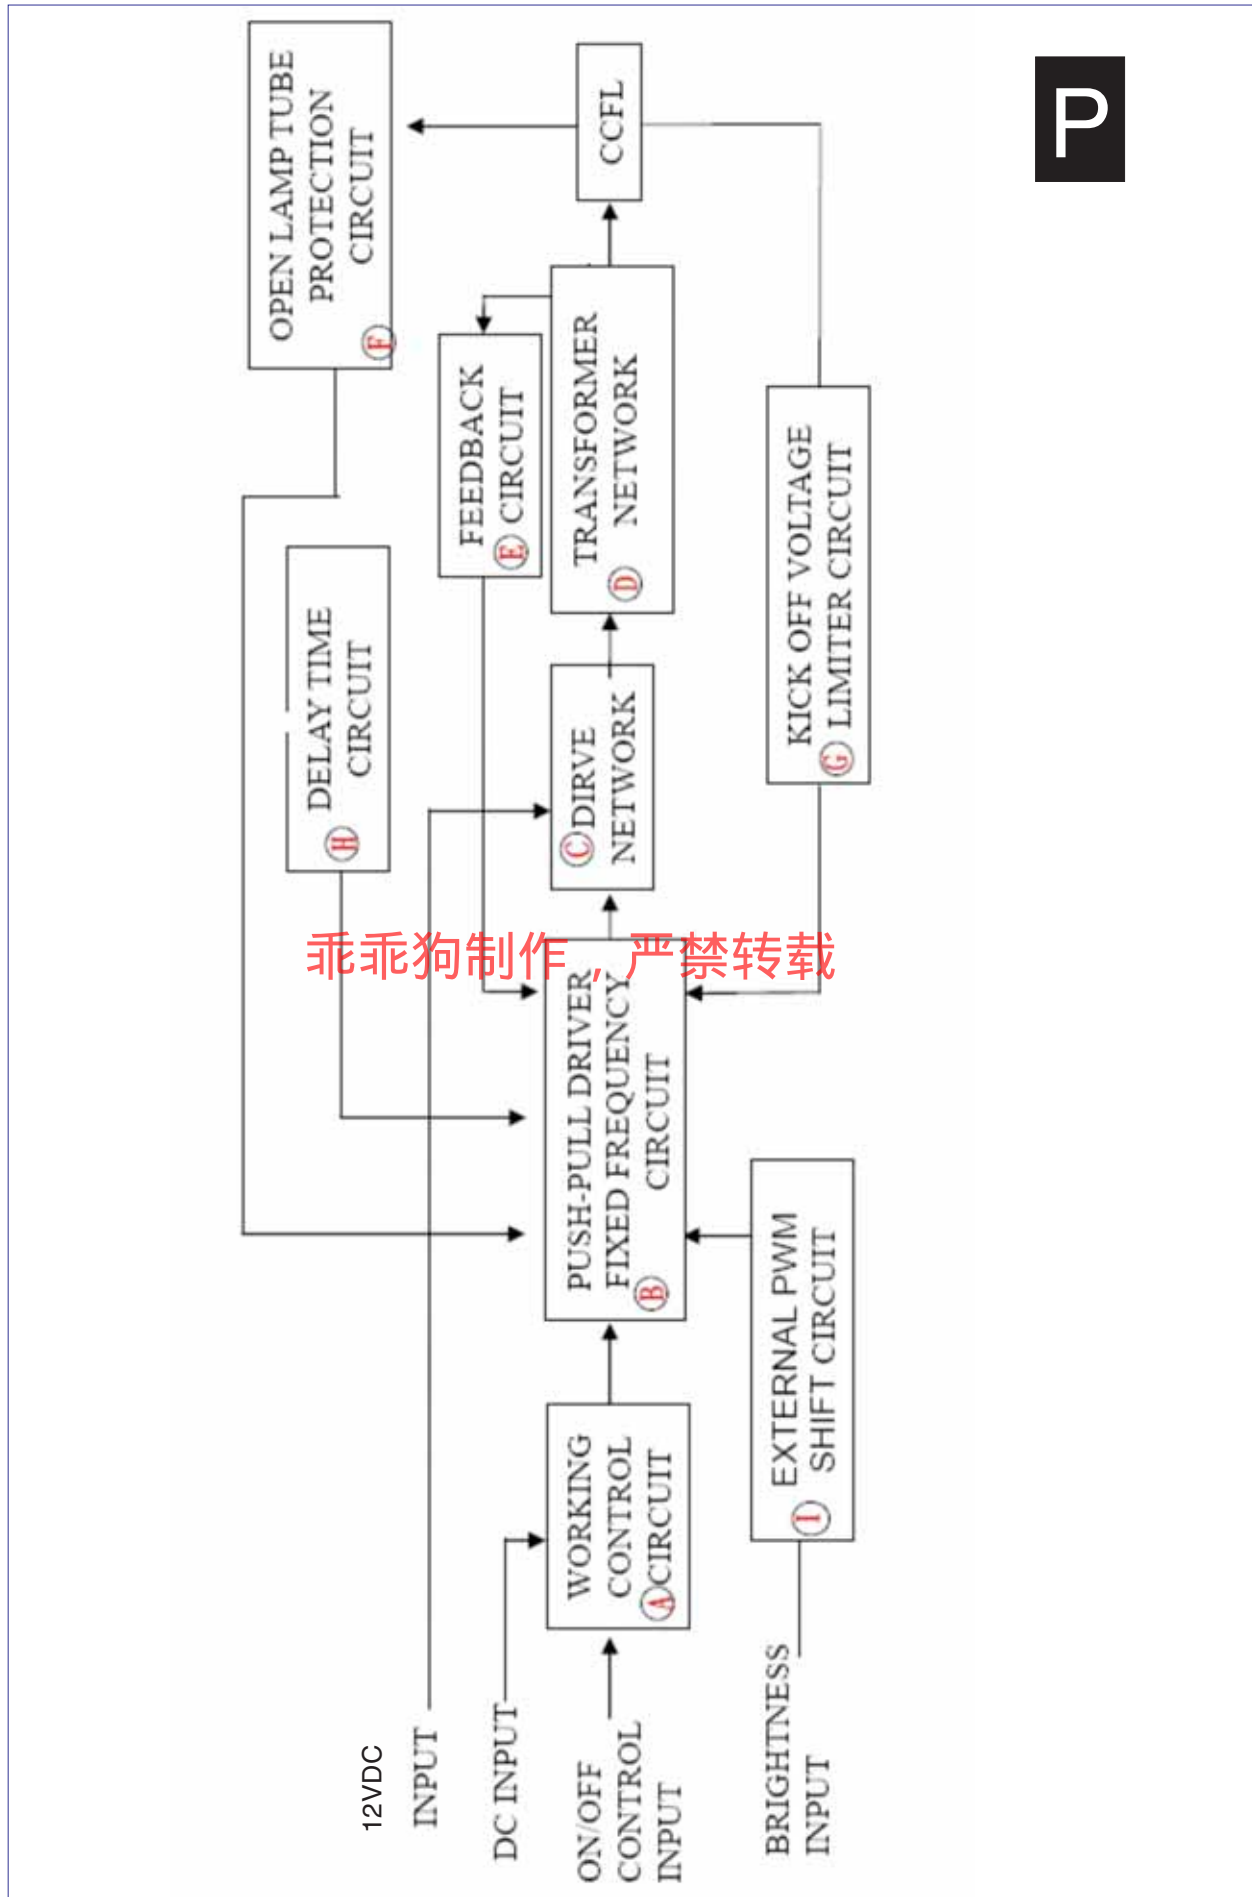 P
OPEN LAMP TUBE
PROTECTION
CIRCUIT
F
CCFL
FEEDBACK
E CIRCUIT
TRANSFORMER
NETWORK
D
DELAY TIME
CIRCUIT
H
C DIRVE
NETWORK
KICK OFF VOLTAGE
G LIMITER CIRCUIT
乖乖狗制作，严禁转载
PUSH-PULL DRIVER
FIXED FREQUENCY
CIRCUIT
B
WORKING
CONTROL
A CIRCUIT
EXTERNAL PWM
SHIFT CIRCUIT
I
12VDC
INPUT
DC INPUT
ON/OFF
CONTROL
INPUT
BRIGHTNESS
INPUT